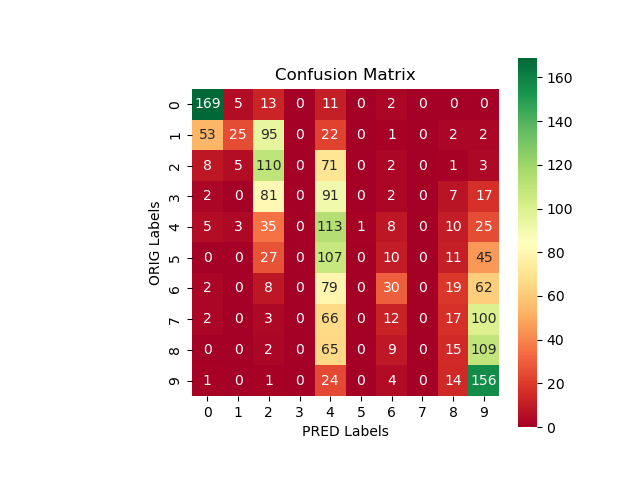 Confusion Matrix
0 169 5 13 0 11 0 2 0 0 0
1 53 25 95 0 22 0 1 0 2 2
2 8 5 110 0 71 0 2 0 1 3
3 2 0 81 0 91 0 2 0 7 17
4 5 3 35 0 113 1 8 0 10 25
5 0 0 27 0 107 0 10 0 11 45
6 2 0 8 0 79 0 30 0 19 62
7 2 0 3 0 66 0 12 0 17 100
8 0 0 2 0 65 0 9 0 15 109
9 1 0 1 0 24 0 4 0 14 156
0 1 2 3 4 5 6 7 8 9
PRED Labels
ORIG Labels
160
140
120
100
80
60
40
20
0